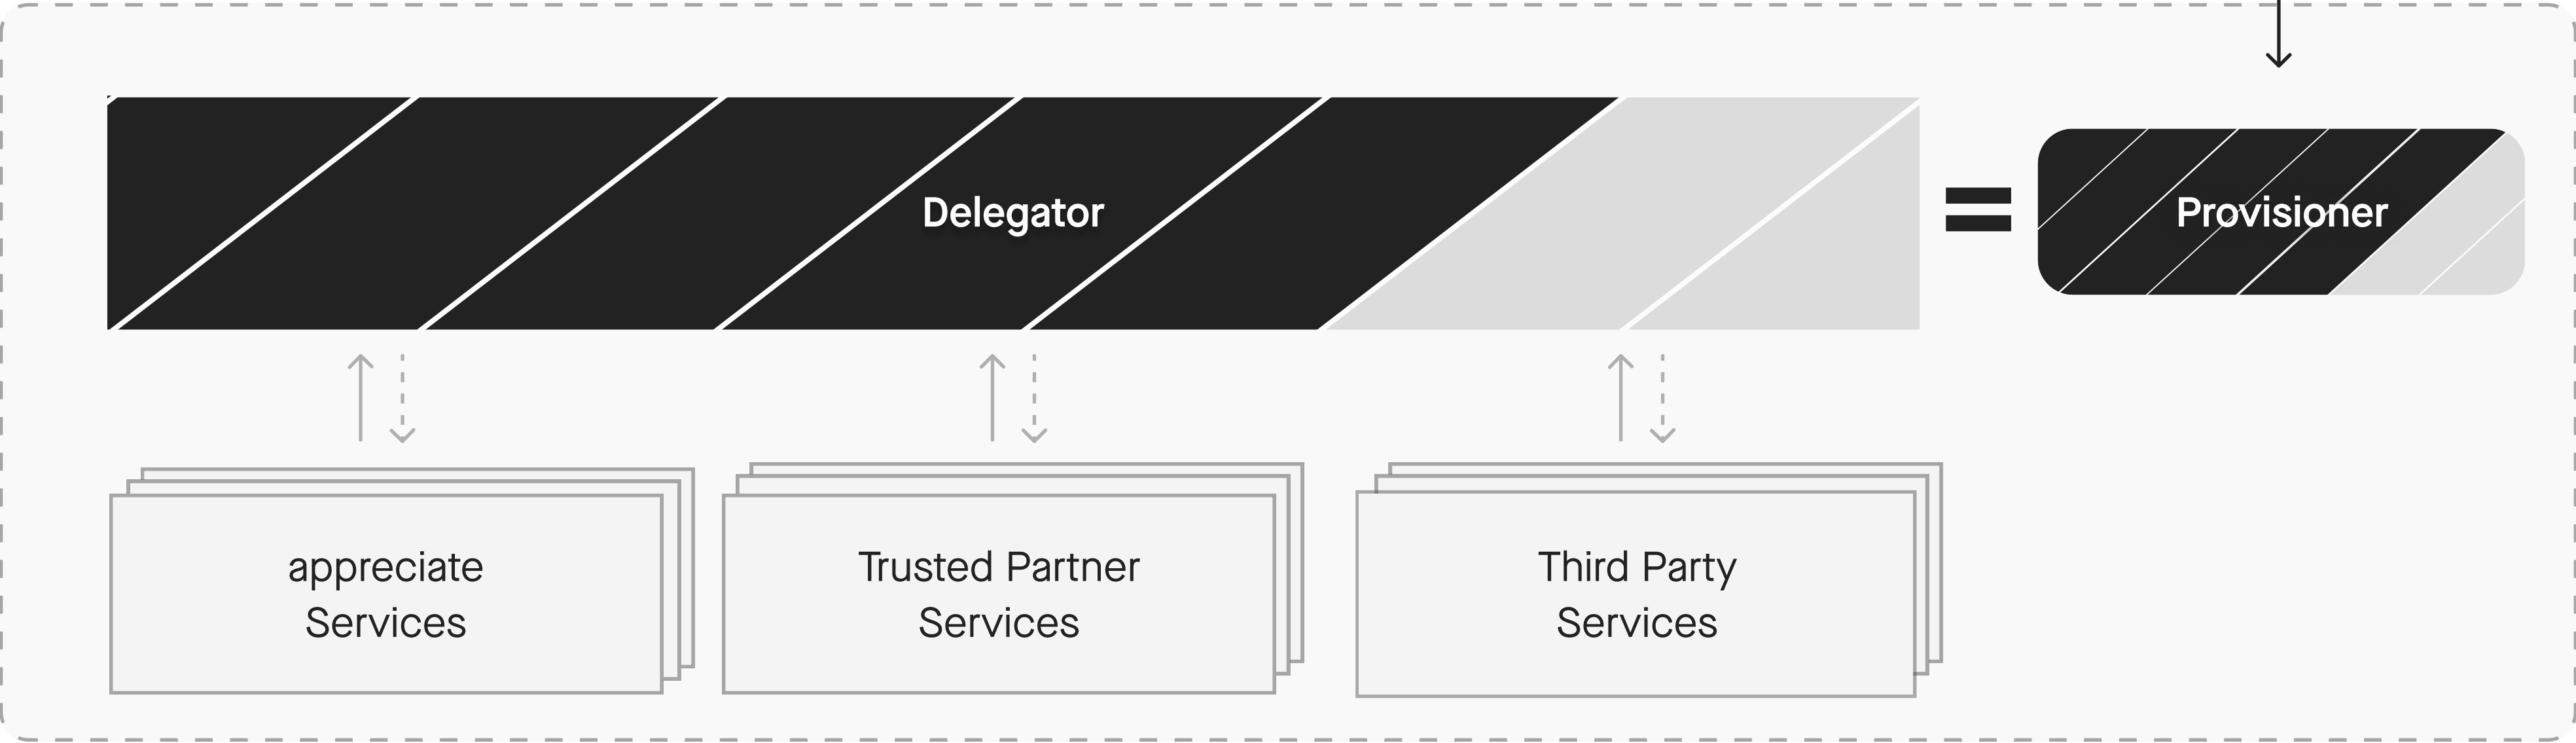 Delegator
=
Provisioner
appreciate
Services
Trusted Partner
Services
Third Party
Services